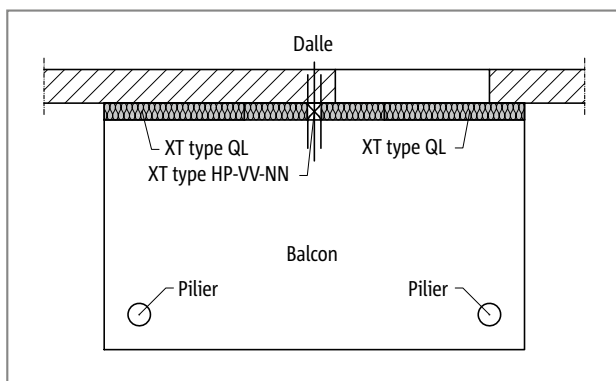 Dalle
XT type QL
XT type QL
XT type HP-VV-NN
Balcon
Pilier
Pilier